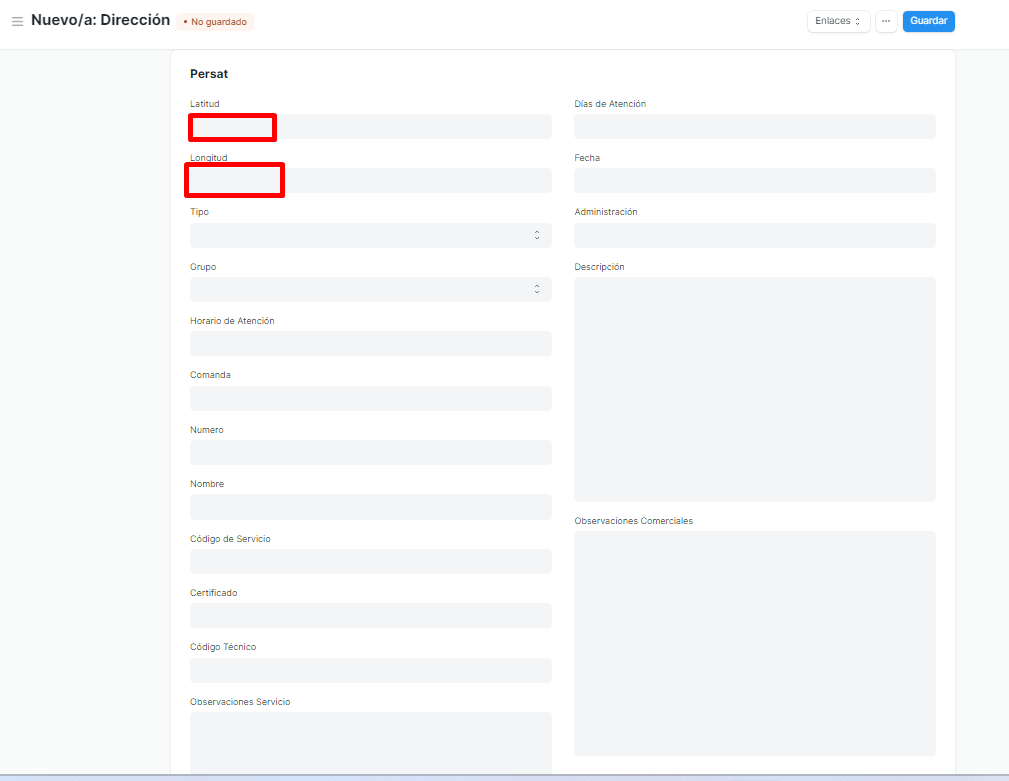 Nuevo/a: Dirección
• No guardado
Enlaces
...
Guardar
Persat
Latitud
Longitud
Tipo
Grupo
Horario de Atención
Comanda
Numero
Nombre
Código de Servicio
Certificado
Código Técnico
Observaciones Servicio
Días de Atención
Fecha
Administración
Descripción
Observaciones Comerciales